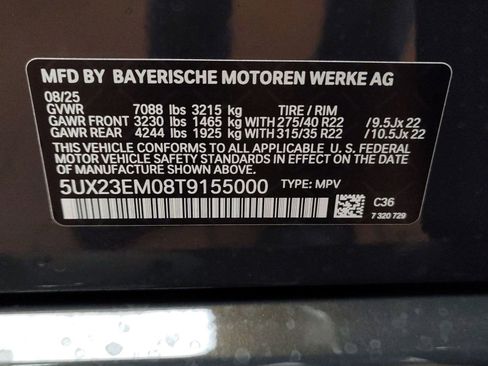 MFD BY BAYERISCHE MOTOREN WERKE AG
08/25
GVWR 7088 lbs 3215 kg TIRE / RIM
GAWR FRONT 3230 lbs 1465 kg WITH 275/40 R22 / 9.5Jx 22
GAWR REAR 4244 lbs 1925 kg WITH 315/35 R22 / 10.5Jx 22
THIS VEHICLE CONFORMS TO ALL APPLICABLE U. S. FEDERAL
MOTOR VEHICLE SAFETY STANDARDS IN EFFECT ON THE DATE OF
MANUFACTURE SHOWN ABOVE.
5UX23EM08T9155000 TYPE: MPV
C36
7 320 729